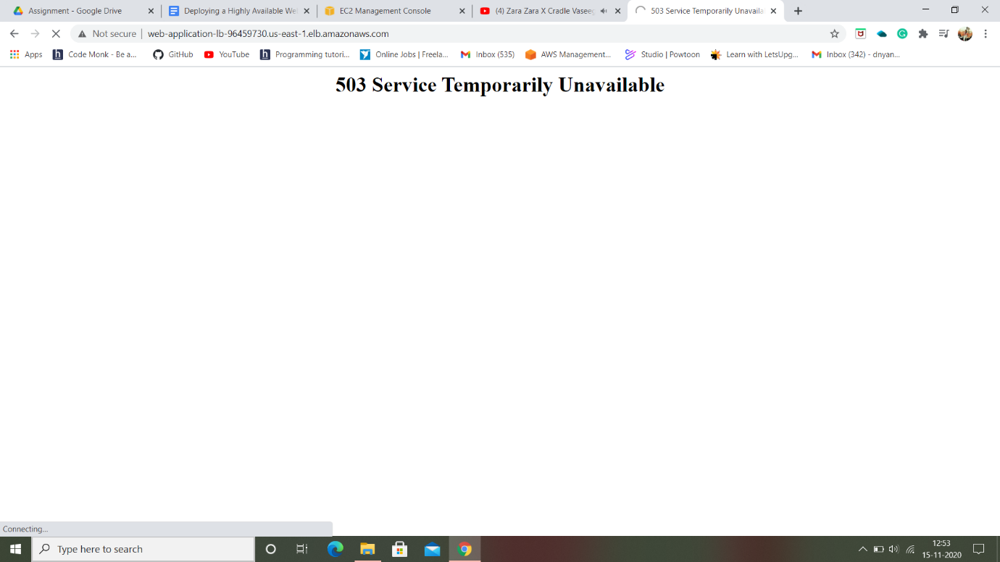 Assignment - Google Drive
Deploying a Highly Available We
EC2 Management Console
(4) Zara Zara X Cradle Vaseeg
503 Service Temporarily Unavaila
Not secure | web-application-lb-96459730.us-east-1.elb.amazonaws.com
Apps
Code Monk - Be a...
GitHub
YouTube
Programming tutori...
Online Jobs | Freela...
Inbox (535)
AWS Management...
Studio | Powtoon
Learn with LetsUpg...
Inbox (342) - dnyan...
503 Service Temporarily Unavailable
Connecting...
Type here to search
12:53
15-11-2020